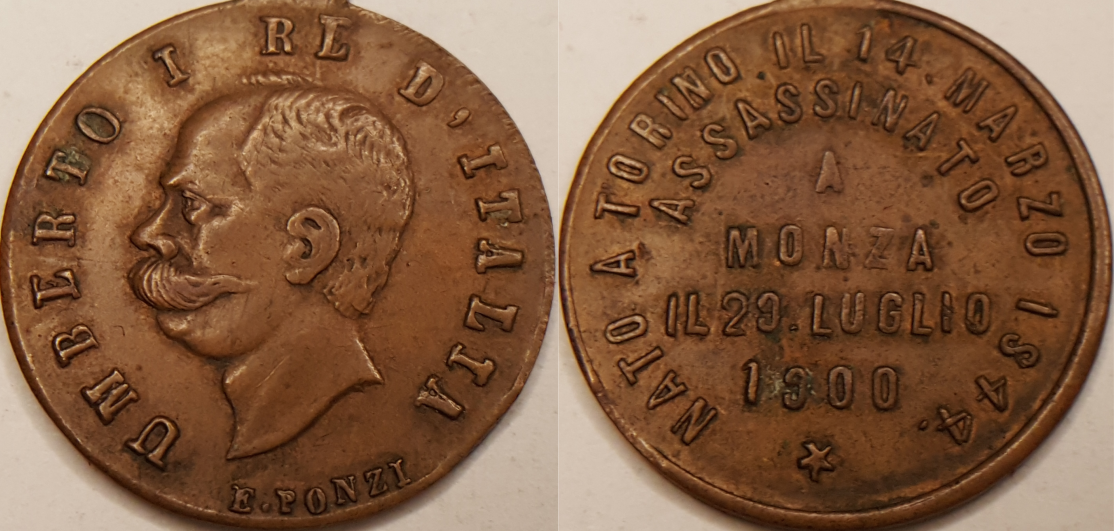 UMBERTO I RE D'ITALIA
E. PONZI
NATO A TORINO IL 14. MARZO 1844.
ASSASSINATO
A
MONZA
IL 29. LUGLIO
1900